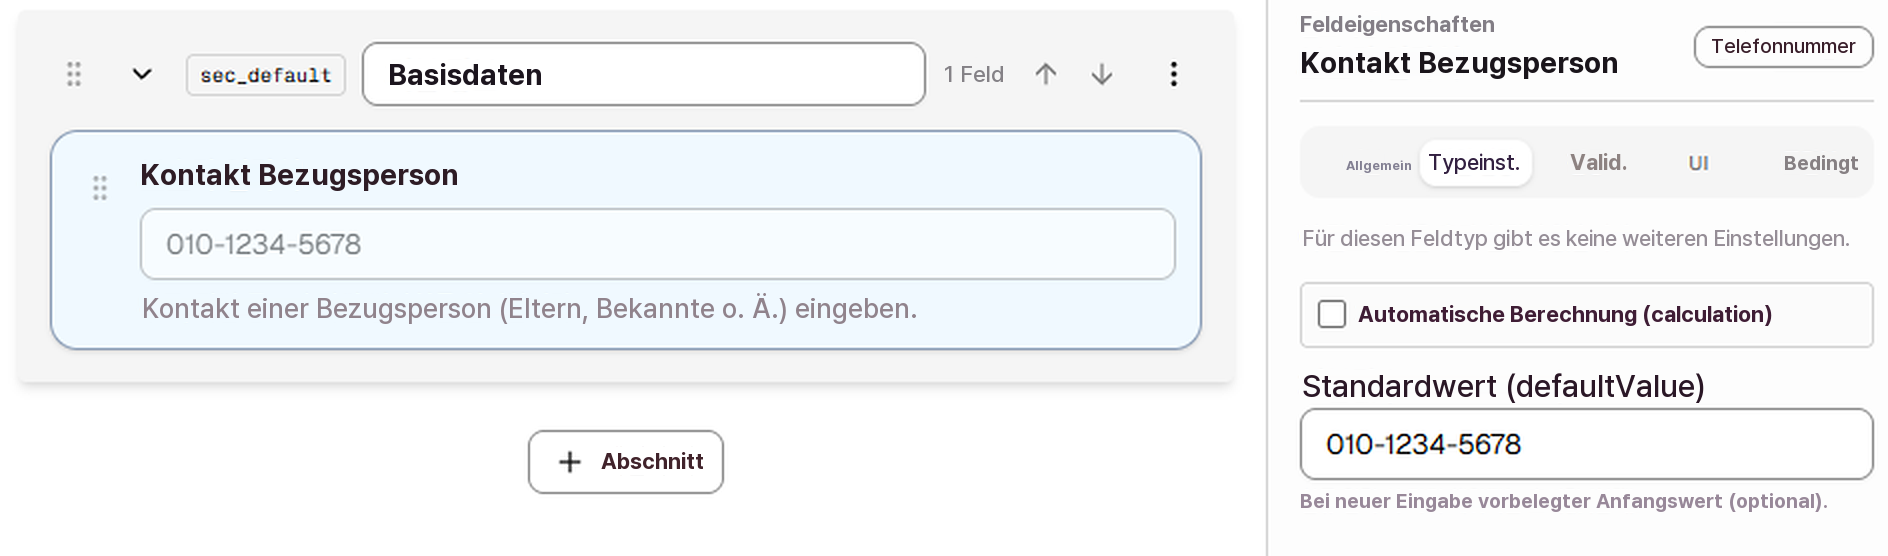 sec_default
Basisdaten
1 Feld
Kontakt Bezugsperson
010-1234-5678
Kontakt einer Bezugsperson (Eltern, Bekannte o. Ä.) eingeben.
Abschnitt
Feldeigenschaften
Kontakt Bezugsperson
Telefonnummer
Allgemein Typeinst. Valid. UI Bedingt
Für diesen Feldtyp gibt es keine weiteren Einstellungen.
Automatische Berechnung (calculation)
Standardwert (defaultValue)
010-1234-5678
Bei neuer Eingabe vorbelegter Anfangswert (optional).